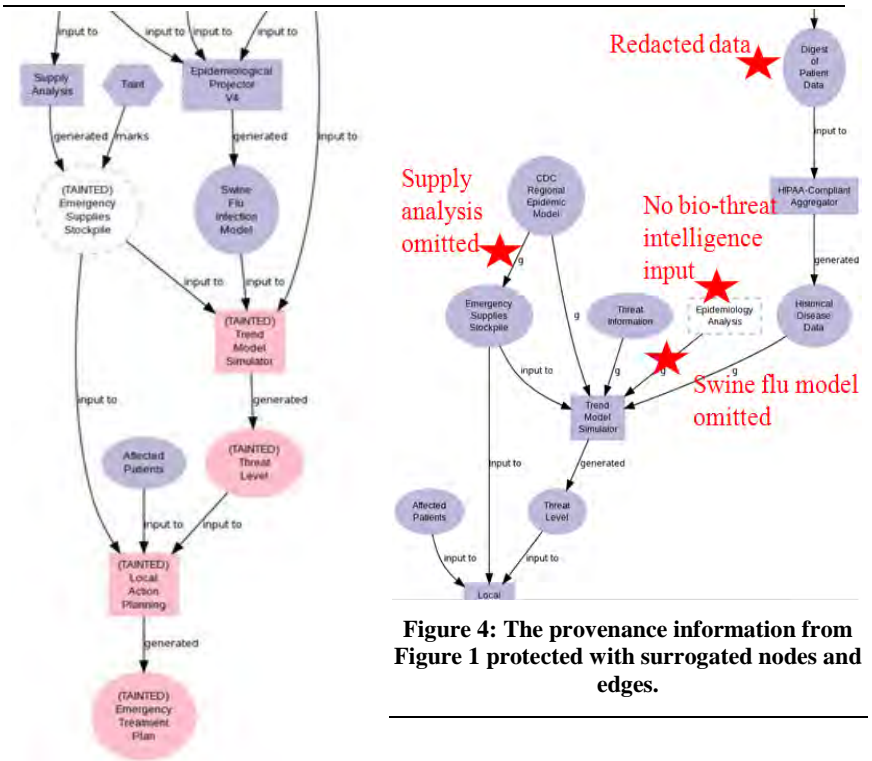 input to
input to
input to
input to
Supply
Analysis
Taint
Epidemiological
Projector
V4
generated
marks
generated
input to
(TAINTED)
Emergency
Supplies
Stockpile
Swine
Flu
Infection
Model
input to
input to
(TAINTED)
Trend
Model
Simulator
input to
generated
Affected
Patients
(TAINTED)
Threat
Level
input to
input to
(TAINTED)
Local
Action
Planning
generated
(TAINTED)
Emergency
Treatment
Plan
Redacted data
Digest
of
Patient
Data
input to
Supply
analysis
omitted
CDC
Regional
Epidemic
Model
No bio-threat
intelligence
input
HIPAA-Compliant
Aggregator
g
generated
Emergency
Supplies
Stockpile
g
Threat
Information
Epidemiology
Analysis
Historical
Disease
Data
input to
g
g
g
Swine flu model
omitted
Trend
Model
Simulator
input to
generated
Affected
Patients
Threat
Level
input to
input to
Local
Figure 4: The provenance information from
Figure 1 protected with surrogated nodes and
edges.